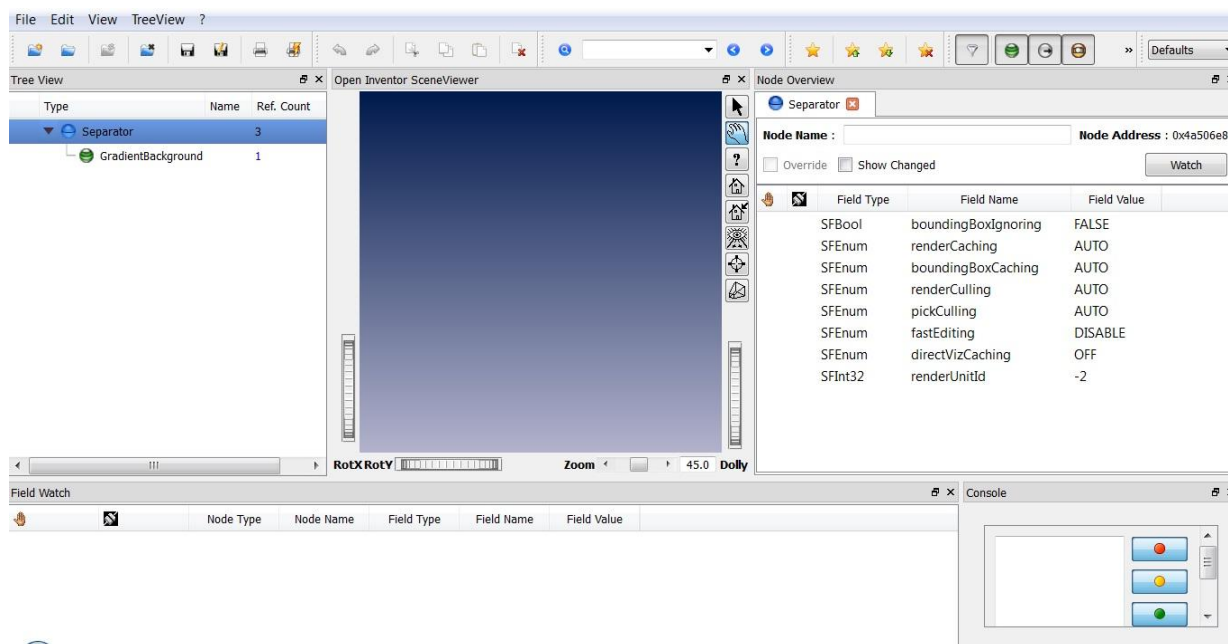 File Edit View TreeView ?
» Defaults
Tree View
Type Name Ref. Count
Separator 3
GradientBackground 1
Open Inventor SceneViewer
?
RotX RotY Zoom 45.0 Dolly
Node Overview
Separator
Node Name : Node Address : 0x4a506e8
Override Show Changed Watch
Field Type Field Name Field Value
SFBool boundingBoxIgnoring FALSE
SFEnum renderCaching AUTO
SFEnum boundingBoxCaching AUTO
SFEnum renderCulling AUTO
SFEnum pickCulling AUTO
SFEnum fastEditing DISABLE
SFEnum directVizCaching OFF
SFInt32 renderUnitId -2
Field Watch
Node Type Node Name Field Type Field Name Field Value
Console